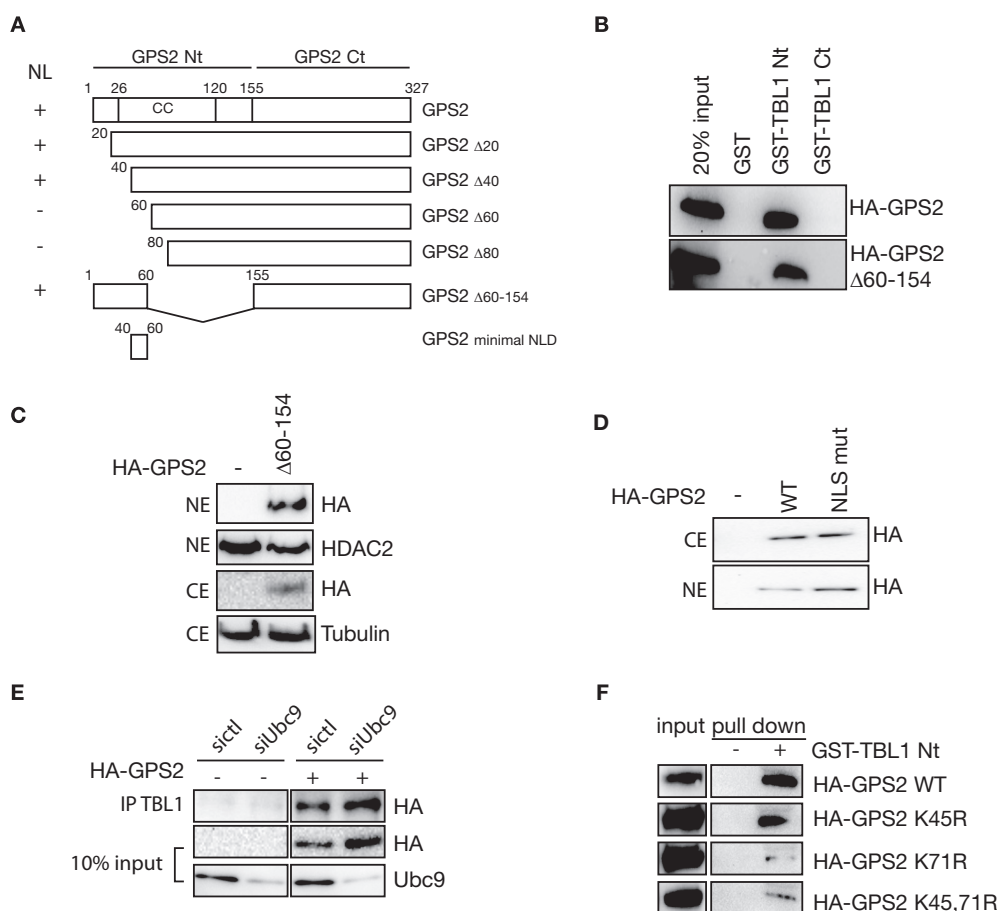 A
GPS2 Nt GPS2 Ct
NL
1 26 120 155 327
+ CC GPS2
+ 20 GPS2 Δ20
+ 40 GPS2 Δ40
- 60 GPS2 Δ60
- 80 GPS2 Δ80
1 60 155
+ GPS2 Δ60-154
40 60
GPS2 minimal NLD
B
20% input
GST
GST-TBL1 Nt
GST-TBL1 Ct
HA-GPS2
HA-GPS2
Δ60-154
C
HA-GPS2 - Δ60-154
NE HA
NE HDAC2
CE HA
CE Tubulin
D
HA-GPS2 - WT NLS mut
CE HA
NE HA
E
sictl siUbc9 sictl siUbc9
HA-GPS2 - - + +
IP TBL1 HA
10% input HA
Ubc9
F
input pull down
- + GST-TBL1 Nt
HA-GPS2 WT
HA-GPS2 K45R
HA-GPS2 K71R
HA-GPS2 K45,71R